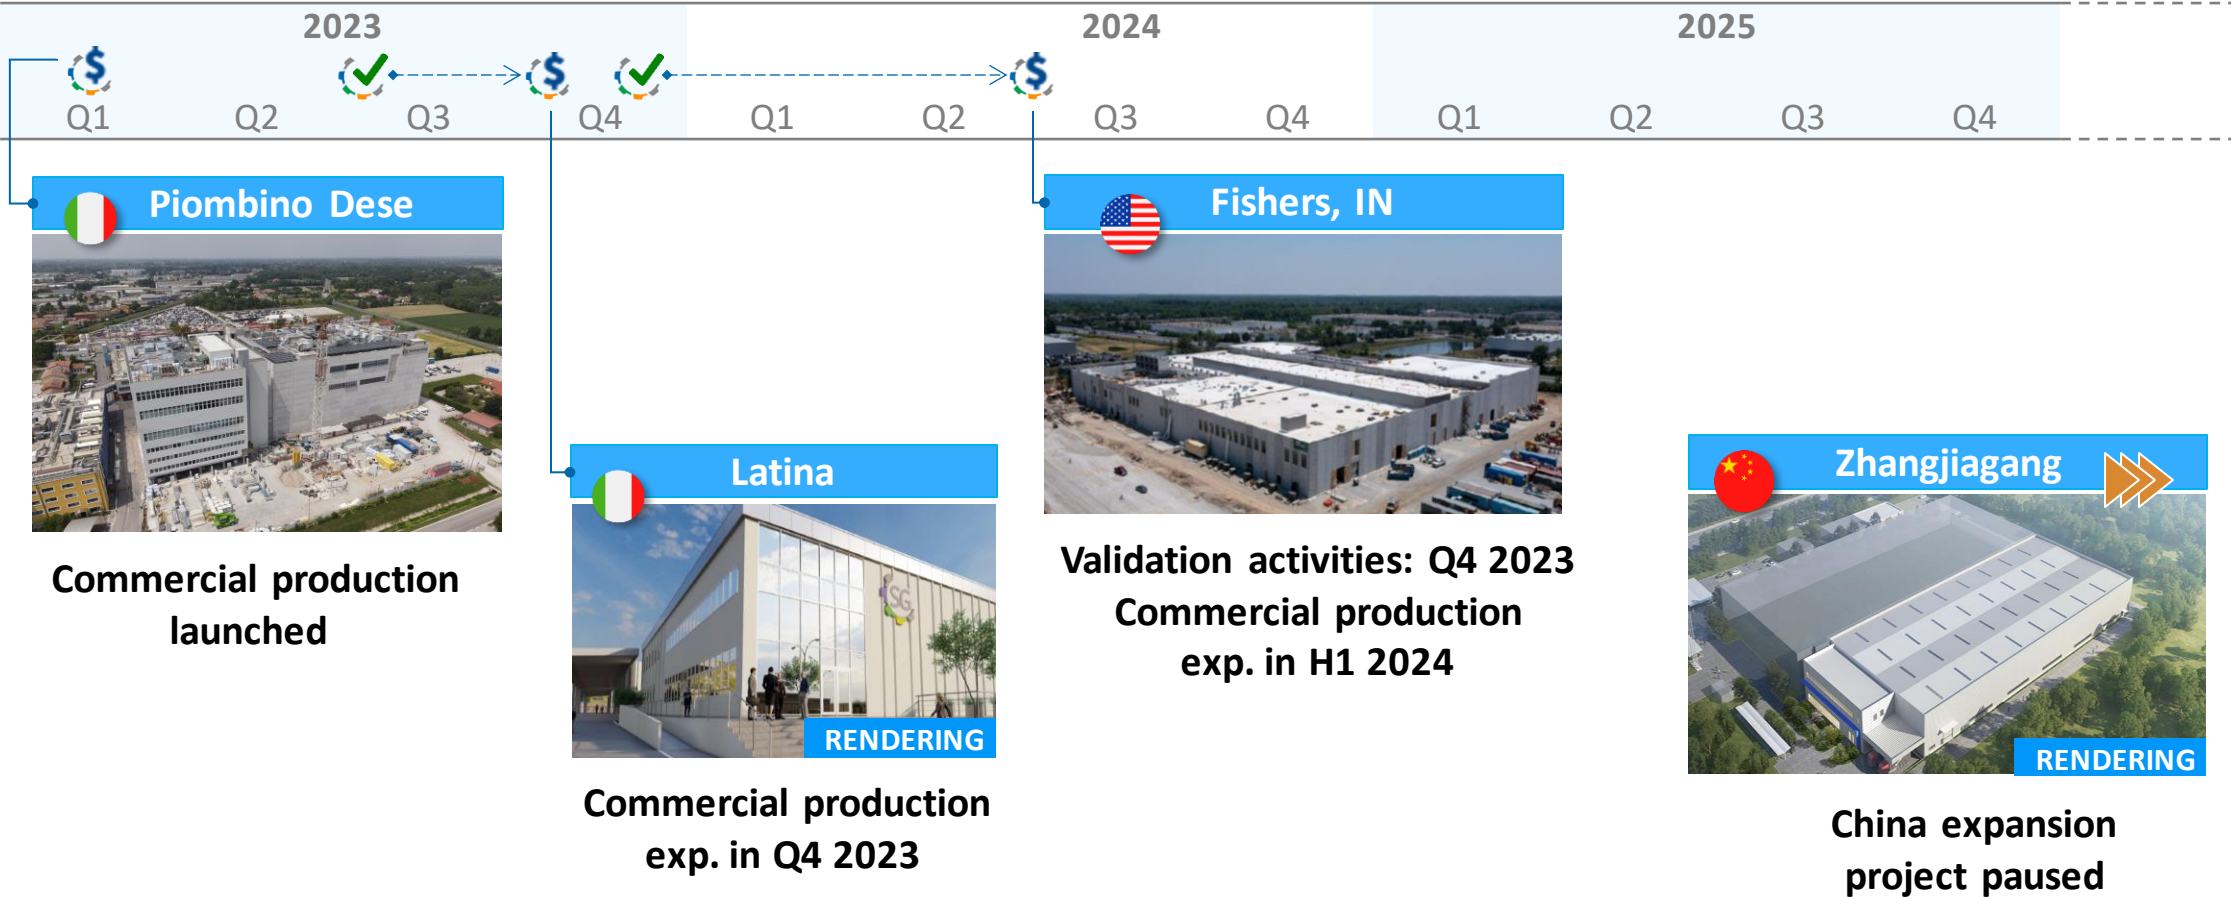 2023
2024
2025
$
$
$
Q1
Q2
Q3
Q4
Q1
Q2
Q3
Q4
Q1
Q2
Q3
Q4
Piombino Dese
Commercial production
launched
Latina
SG
RENDERING
Commercial production
exp. in Q4 2023
Fishers, IN
Validation activities: Q4 2023
Commercial production
exp. in H1 2024
Zhangjiagang
RENDERING
China expansion
project paused